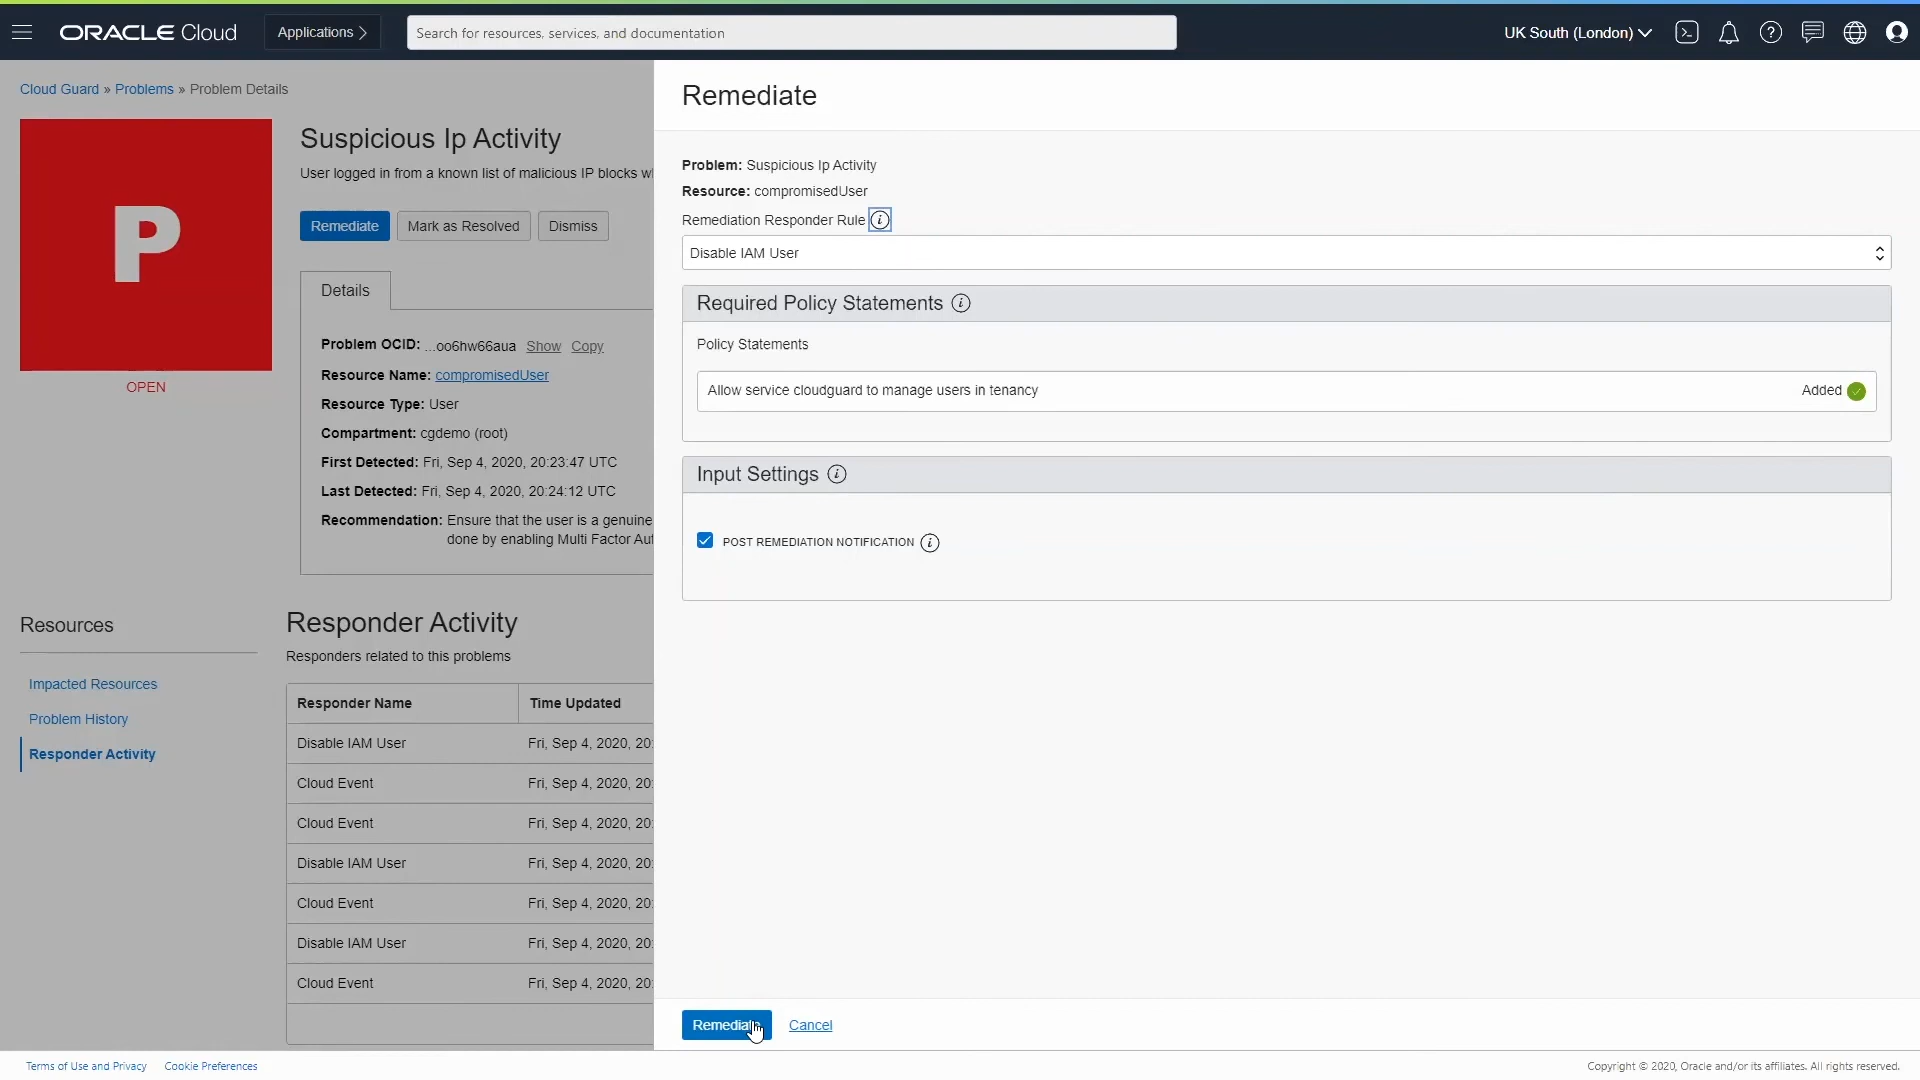 ORACLE Cloud
Applications
Search for resources, services, and documentation
UK South (London)
Cloud Guard » Problems » Problem Details
P
OPEN
Suspicious Ip Activity
User logged in from a known list of malicious IP blocks
Remediate Mark as Resolved Dismiss
Details
Problem OCID: ...oo6hw66aua Show Copy
Resource Name: compromisedUser
Resource Type: User
Compartment: cgdemo (root)
First Detected: Fri, Sep 4, 2020, 20:23:47 UTC
Last Detected: Fri, Sep 4, 2020, 20:24:12 UTC
Recommendation: Ensure that the user is a genuine
done by enabling Multi Factor
Resources
Impacted Resources
Problem History
Responder Activity
Responder Activity
Responders related to this problems
Responder Name Time Updated
Disable IAM User Fri, Sep 4, 2020, 20:
Cloud Event Fri, Sep 4, 2020, 20:
Cloud Event Fri, Sep 4, 2020, 20:
Disable IAM User Fri, Sep 4, 2020, 20:
Cloud Event Fri, Sep 4, 2020, 20:
Disable IAM User Fri, Sep 4, 2020, 20:
Cloud Event Fri, Sep 4, 2020, 20:
Remediate
Problem: Suspicious Ip Activity
Resource: compromisedUser
Remediation Responder Rule
Disable IAM User
Required Policy Statements
Policy Statements
Allow service cloudguard to manage users in tenancy Added
Input Settings
POST REMEDIATION NOTIFICATION
Remediate Cancel
Terms of Use and Privacy Cookie Preferences
Copyright © 2020, Oracle and/or its affiliates. All rights reserved.